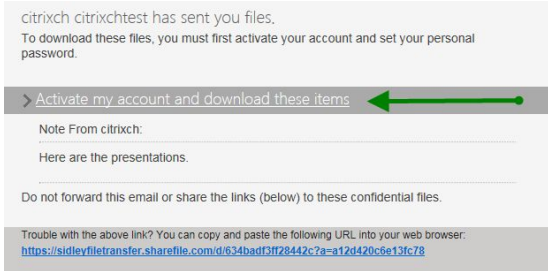 citrixch citrixchtest has sent you files.
To download these files, you must first activate your account and set your personal
password.
Activate my account and download these items
Note From citrixch:
Here are the presentations.
Do not forward this email or share the links (below) to these confidential files.
Trouble with the above link? You can copy and paste the following URL into your web browser:
https://sidleyfiletransfer.sharefile.com/d/634badf3ff28442c?a=a12d420c6e13fc78